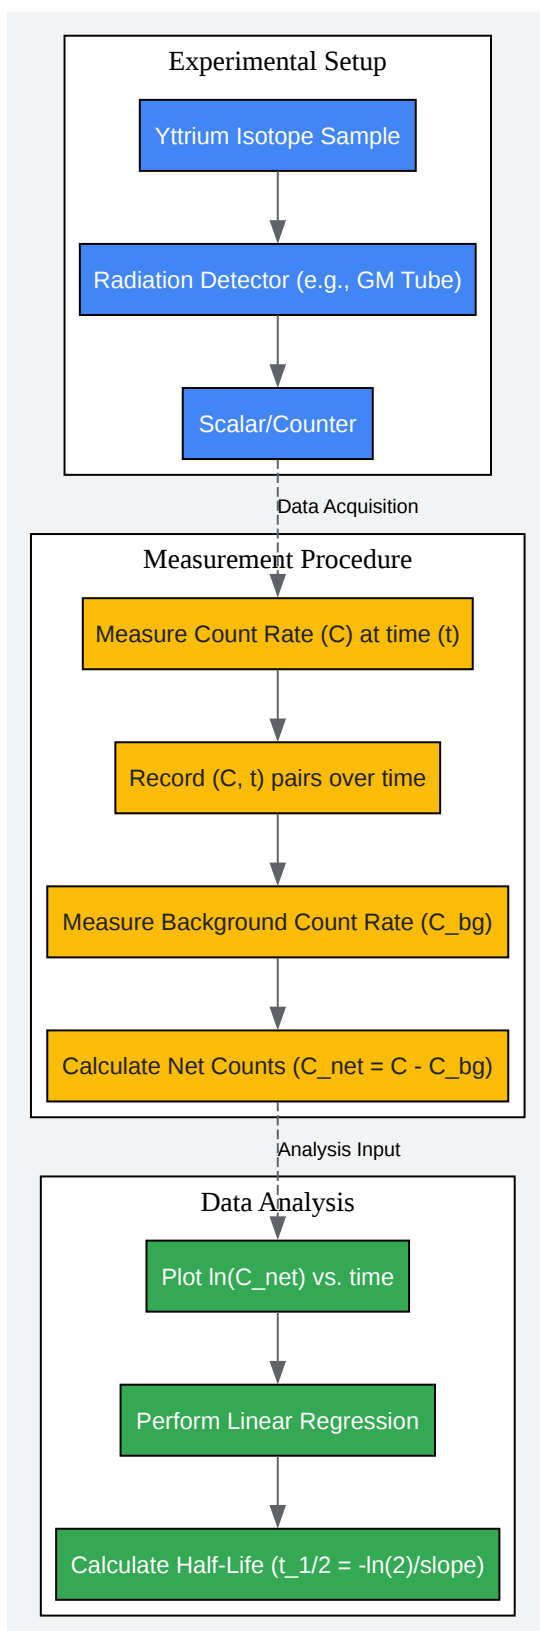 Experimental Setup
Yttrium Isotope Sample
Radiation Detector (e.g., GM Tube)
Scalar/Counter
Data Acquisition
Measurement Procedure
Measure Count Rate (C) at time (t)
Record (C, t) pairs over time
Measure Background Count Rate (C_bg)
Calculate Net Counts (C_net = C - C_bg)
Analysis Input
Data Analysis
Plot ln(C_net) vs. time
Perform Linear Regression
Calculate Half-Life (t_1/2 = -ln(2)/slope)